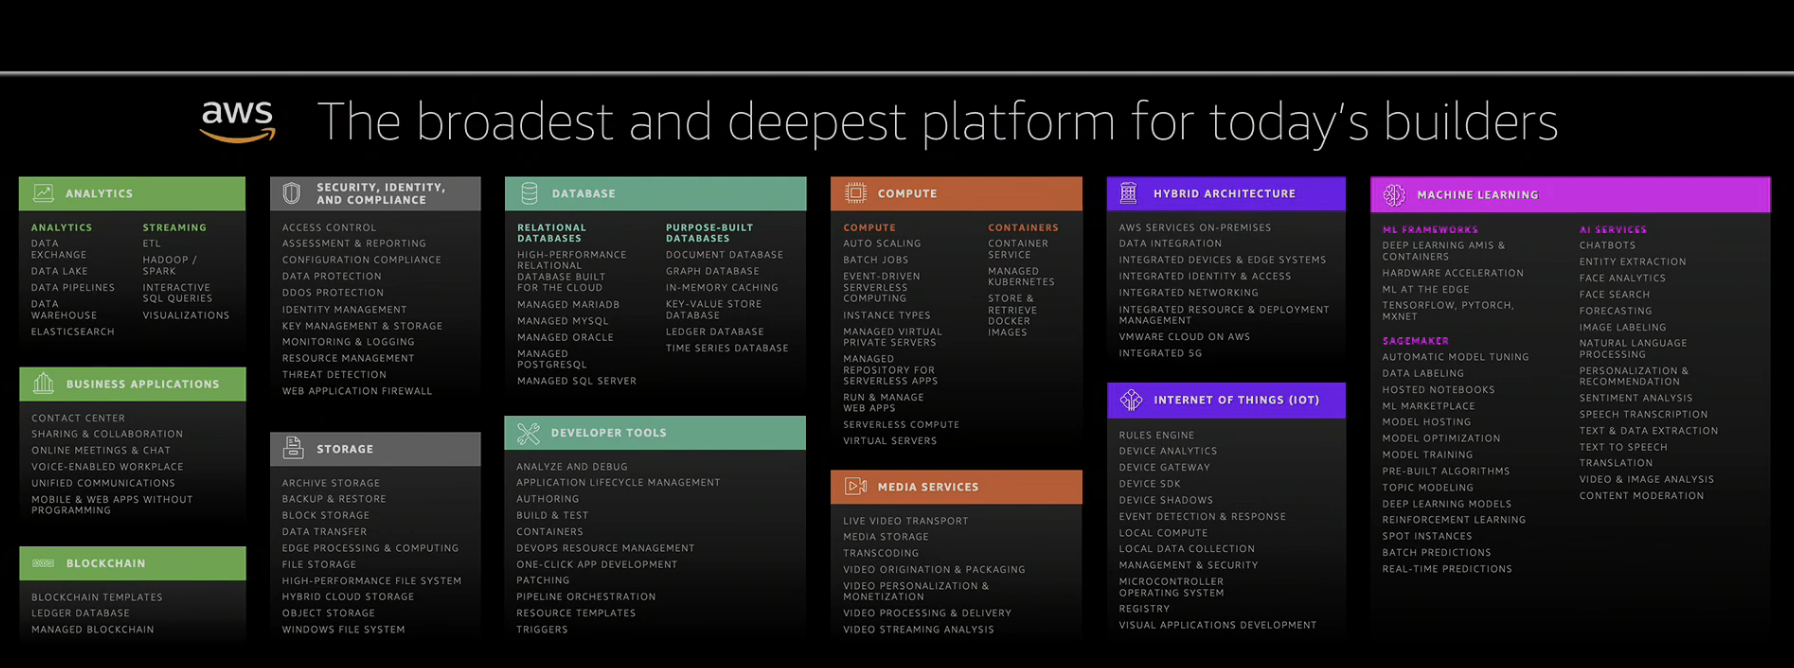 aws
The broadest and deepest platform for today's builders
ANALYTICS
ANALYTICS
DATA
EXCHANGE
DATA LAKE
DATA PIPELINES
DATA
WAREHOUSE
ELASTICSEARCH
STREAMING
ETL
HADOOP /
SPARK
INTERACTIVE
SQL QUERIES
VISUALIZATIONS
BUSINESS APPLICATIONS
CONTACT CENTER
SHARING & COLLABORATION
ONLINE MEETINGS & CHAT
VOICE-ENABLED WORKPLACE
UNIFIED COMMUNICATIONS
MOBILE & WEB APPS WITHOUT
PROGRAMMING
BLOCKCHAIN
BLOCKCHAIN TEMPLATES
LEDGER DATABASE
MANAGED BLOCKCHAIN
SECURITY, IDENTITY,
AND COMPLIANCE
ACCESS CONTROL
ASSESSMENT & REPORTING
CONFIGURATION COMPLIANCE
DATA PROTECTION
DDOS PROTECTION
IDENTITY MANAGEMENT
KEY MANAGEMENT & STORAGE
MONITORING & LOGGING
RESOURCE MANAGEMENT
THREAT DETECTION
WEB APPLICATION FIREWALL
STORAGE
ARCHIVE STORAGE
BACKUP & RESTORE
BLOCK STORAGE
DATA TRANSFER
EDGE PROCESSING & COMPUTING
FILE STORAGE
HIGH-PERFORMANCE FILE SYSTEM
HYBRID CLOUD STORAGE
OBJECT STORAGE
WINDOWS FILE SYSTEM
DATABASE
RELATIONAL
DATABASES
HIGH-PERFORMANCE
RELATIONAL
DATABASE BUILT
FOR THE CLOUD
MANAGED MARIADB
MANAGED MYSQL
MANAGED ORACLE
MANAGED
POSTGRESQL
MANAGED SQL SERVER
PURPOSE-BUILT
DATABASES
DOCUMENT DATABASE
GRAPH DATABASE
IN-MEMORY CACHING
KEY-VALUE STORE
DATABASE
LEDGER DATABASE
TIME SERIES DATABASE
DEVELOPER TOOLS
ANALYZE AND DEBUG
APPLICATION LIFECYCLE MANAGEMENT
AUTHORING
BUILD & TEST
CONTAINERS
DEVOPS RESOURCE MANAGEMENT
ONE-CLICK APP DEVELOPMENT
PATCHING
PIPELINE ORCHESTRATION
RESOURCE TEMPLATES
TRIGGERS
COMPUTE
COMPUTE
AUTO SCALING
BATCH JOBS
EVENT-DRIVEN
SERVERLESS
COMPUTING
INSTANCE TYPES
MANAGED VIRTUAL
PRIVATE SERVERS
MANAGED
REPOSITORY FOR
SERVERLESS APPS
RUN & MANAGE
WEB APPS
SERVERLESS COMPUTE
VIRTUAL SERVERS
CONTAINERS
CONTAINER
SERVICE
MANAGED
KUBERNETES
STORE &
RETRIEVE
DOCKER
IMAGES
MEDIA SERVICES
LIVE VIDEO TRANSPORT
MEDIA STORAGE
TRANSCODING
VIDEO ORIGINATION & PACKAGING
VIDEO PERSONALIZATION &
MONETIZATION
VIDEO PROCESSING & DELIVERY
VIDEO STREAMING ANALYSIS
HYBRID ARCHITECTURE
AWS SERVICES ON-PREMISES
DATA INTEGRATION
INTEGRATED DEVICES & EDGE SYSTEMS
INTEGRATED IDENTITY & ACCESS
INTEGRATED NETWORKING
INTEGRATED RESOURCE & DEPLOYMENT
MANAGEMENT
VMWARE CLOUD ON AWS
INTEGRATED 5G
INTERNET OF THINGS (IOT)
RULES ENGINE
DEVICE ANALYTICS
DEVICE GATEWAY
DEVICE SDK
DEVICE SHADOWS
EVENT DETECTION & RESPONSE
LOCAL COMPUTE
LOCAL DATA COLLECTION
MANAGEMENT & SECURITY
MICROCONTROLLER
OPERATING SYSTEM
REGISTRY
VISUAL APPLICATIONS DEVELOPMENT
MACHINE LEARNING
ML FRAMEWORKS
DEEP LEARNING AMIS &
CONTAINERS
HARDWARE ACCELERATION
ML AT THE EDGE
TENSORFLOW, PYTORCH,
MXNET
SAGEMAKER
AUTOMATIC MODEL TUNING
DATA LABELING
HOSTED NOTEBOOKS
ML MARKETPLACE
MODEL HOSTING
MODEL OPTIMIZATION
MODEL TRAINING
PRE-BUILT ALGORITHMS
TOPIC MODELING
DEEP LEARNING MODELS
REINFORCEMENT LEARNING
SPOT INSTANCES
BATCH PREDICTIONS
REAL-TIME PREDICTIONS
AI SERVICES
CHATBOTS
ENTITY EXTRACTION
FACE ANALYTICS
FACE SEARCH
FORECASTING
IMAGE LABELING
NATURAL LANGUAGE
PROCESSING
PERSONALIZATION &
RECOMMENDATION
SENTIMENT ANALYSIS
SPEECH TRANSCRIPTION
TEXT & DATA EXTRACTION
TEXT TO SPEECH
TRANSLATION
VIDEO & IMAGE ANALYSIS
CONTENT MODERATION